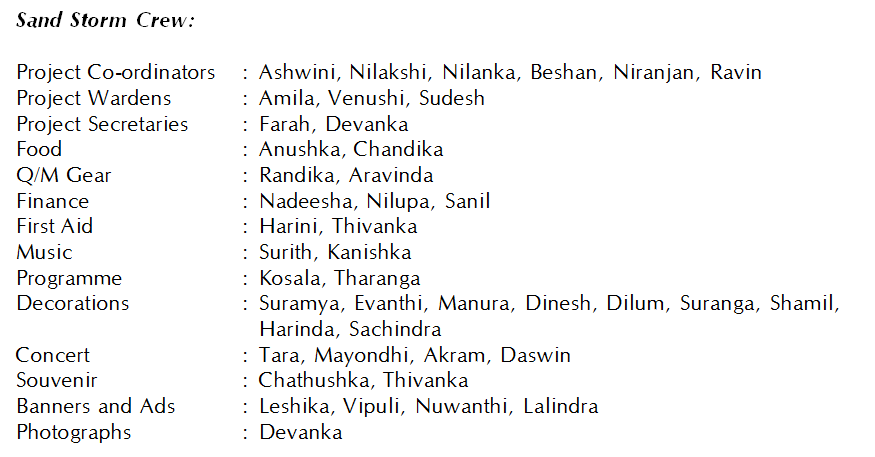 Sand Storm Crew:
Project Co-ordinators : Ashwini, Nilakshi, Nilanka, Beshan, Niranjan, Ravin
Project Wardens : Amila, Venushi, Sudesh
Project Secretaries : Farah, Devanka
Food : Anushka, Chandika
Q/M Gear : Randika, Aravinda
Finance : Nadeesha, Nilupa, Sanil
First Aid : Harini, Thivanka
Music : Surith, Kanishka
Programme : Kosala, Tharanga
Decorations : Suramya, Evanthi, Manura, Dinesh, Dilum, Suranga, Shamil,
Harinda, Sachindra
Concert : Tara, Mayondhi, Akram, Daswin
Souvenir : Chathushka, Thivanka
Banners and Ads : Leshika, Vipuli, Nuwanthi, Lalindra
Photographs : Devanka